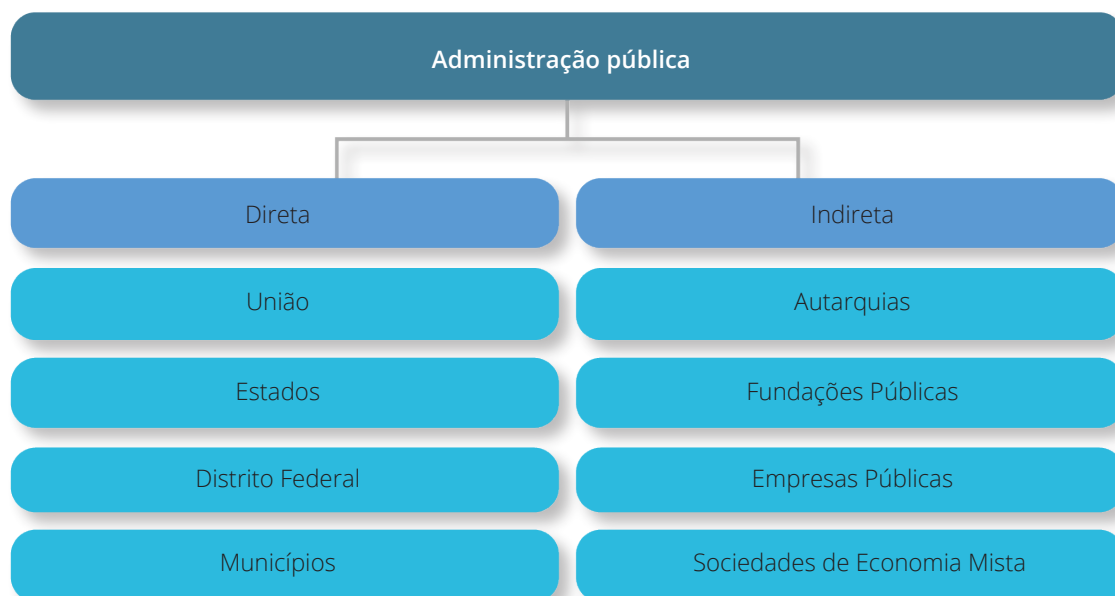 Administração pública
Direta
Indireta
União
Autarquias
Estados
Fundações Públicas
Distrito Federal
Empresas Públicas
Municípios
Sociedades de Economia Mista